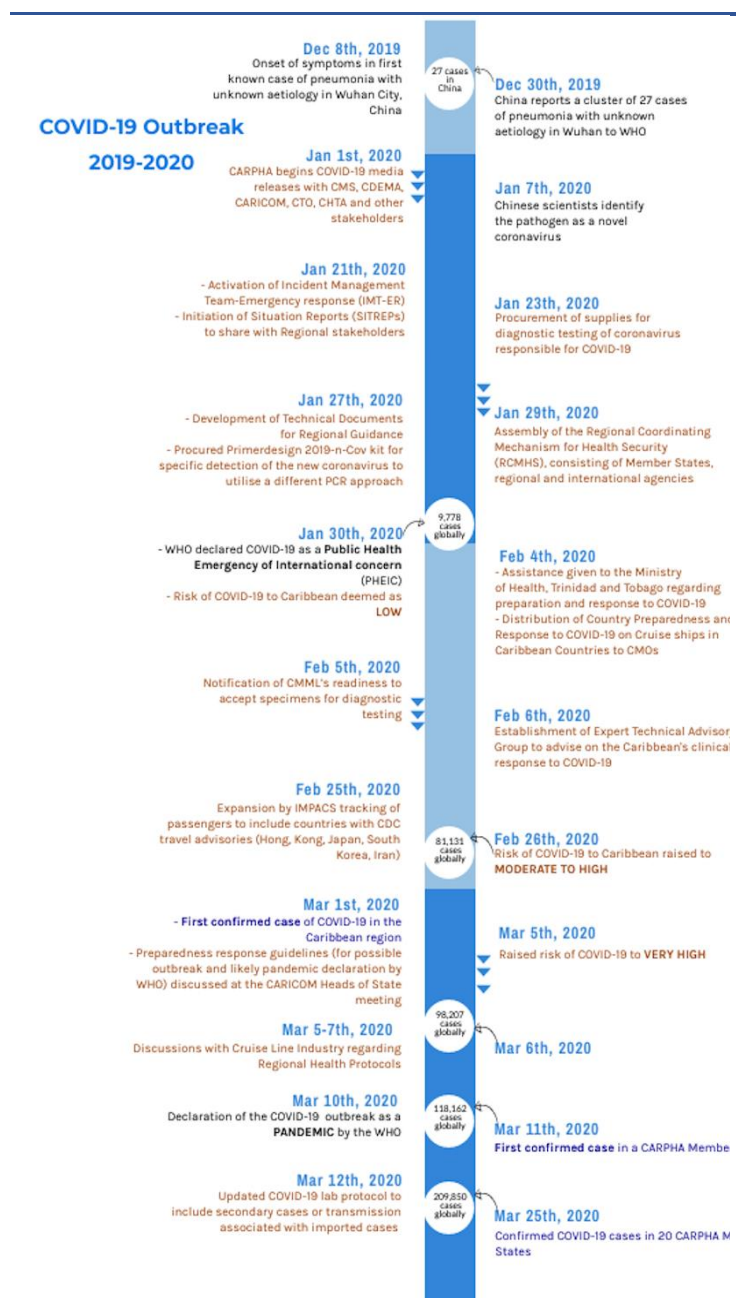 Dec 8th, 2019
Onset of symptoms in first
known case of pneumonia with
unknown aetiology in Wuhan City,
China
27 cases
in
China
Dec 30th, 2019
China reports a cluster of 27 cases
of pneumonia with unknown
aetiology in Wuhan to WHO
COVID-19 Outbreak
2019-2020
Jan 1st, 2020
CARPHA begins COVID-19 media
releases with CMS, CDEMA,
CARICOM, CTO, CHTA and other
stakeholders
Jan 7th, 2020
Chinese scientists identify
the pathogen as a novel
coronavirus
Jan 21th, 2020
- Activation of Incident Management
Team-Emergency response (IMT-ER)
- Initiation of Situation Reports (SITREPs)
to share with Regional stakeholders
Jan 23th, 2020
Procurement of supplies for
diagnostic testing of coronavirus
responsible for COVID-19
Jan 27th, 2020
- Development of Technical Documents
for Regional Guidance
- Procured Primerdesign 2019-n-Cov kit for
specific detection of the new coronavirus to
utilise a different PCR approach
Jan 29th, 2020
Assembly of the Regional Coordinating
Mechanism for Health Security
(RCMHS), consisting of Member States,
regional and international agencies
9,778
cases
globally
Jan 30th, 2020
- WHO declared COVID-19 as a Public Health
Emergency of International concern
(PHEIC)
- Risk of COVID-19 to Caribbean deemed as
LOW
Feb 4th, 2020
- Assistance given to the Ministry
of Health, Trinidad and Tobago regarding
preparation and response to COVID-19
- Distribution of Country Preparedness and
Response to COVID-19 on Cruise ships in
Caribbean Countries to CMOs
Feb 5th, 2020
Notification of CMML's readiness to
accept specimens for diagnostic
testing
Feb 6th, 2020
Establishment of Expert Technical Advisor
Group to advise on the Caribbean's clinical
response to COVID-19
Feb 25th, 2020
Expansion by IMPACS tracking of
passengers to include countries with CDC
travel advisories (Hong, Kong, Japan, South
Korea, Iran)
81,131
cases
globally
Feb 26th, 2020
Risk of COVID-19 to Caribbean raised to
MODERATE TO HIGH
Mar 1st, 2020
- First confirmed case of COVID-19 in the
Caribbean region
- Preparedness response guidelines (for possible
outbreak and likely pandemic declaration by
WHO) discussed at the CARICOM Heads of State
meeting
Mar 5th, 2020
Raised risk of COVID-19 to VERY HIGH
98,207
cases
globally
Mar 5-7th, 2020
Discussions with Cruise Line Industry regarding
Regional Health Protocols
Mar 6th, 2020
Mar 10th, 2020
Declaration of the COVID-19 outbreak as a
PANDEMIC by the WHO
118,162
cases
globally
Mar 11th, 2020
First confirmed case in a CARPHA Membe
Mar 12th, 2020
Updated COVID-19 lab protocol to
include secondary cases or transmission
associated with imported cases
209,850
cases
globally
Mar 25th, 2020
Confirmed COVID-19 cases in 20 CARPHA M
States